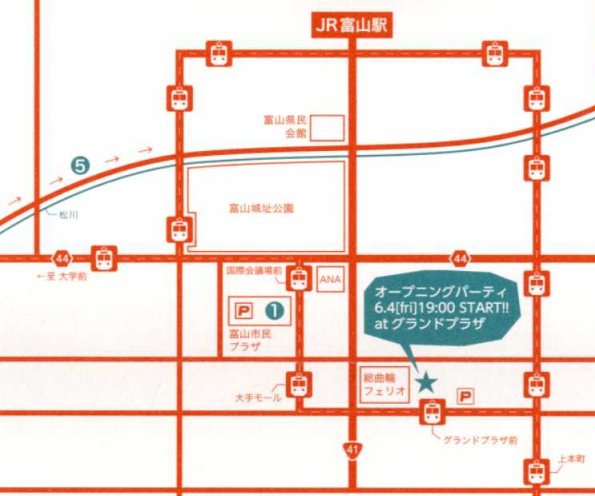 JR富山駅
富山県民
会館
5
松川
富山城址公園
44
←至 大学前
44
国際会議場前
ANA
P
1
富山市民
プラザ
オープニングパーティ
6.4[fri]19:00 START!!
at グランドプラザ
総曲輪
フェリオ
P
大手モール
グランドプラザ前
41
上本町